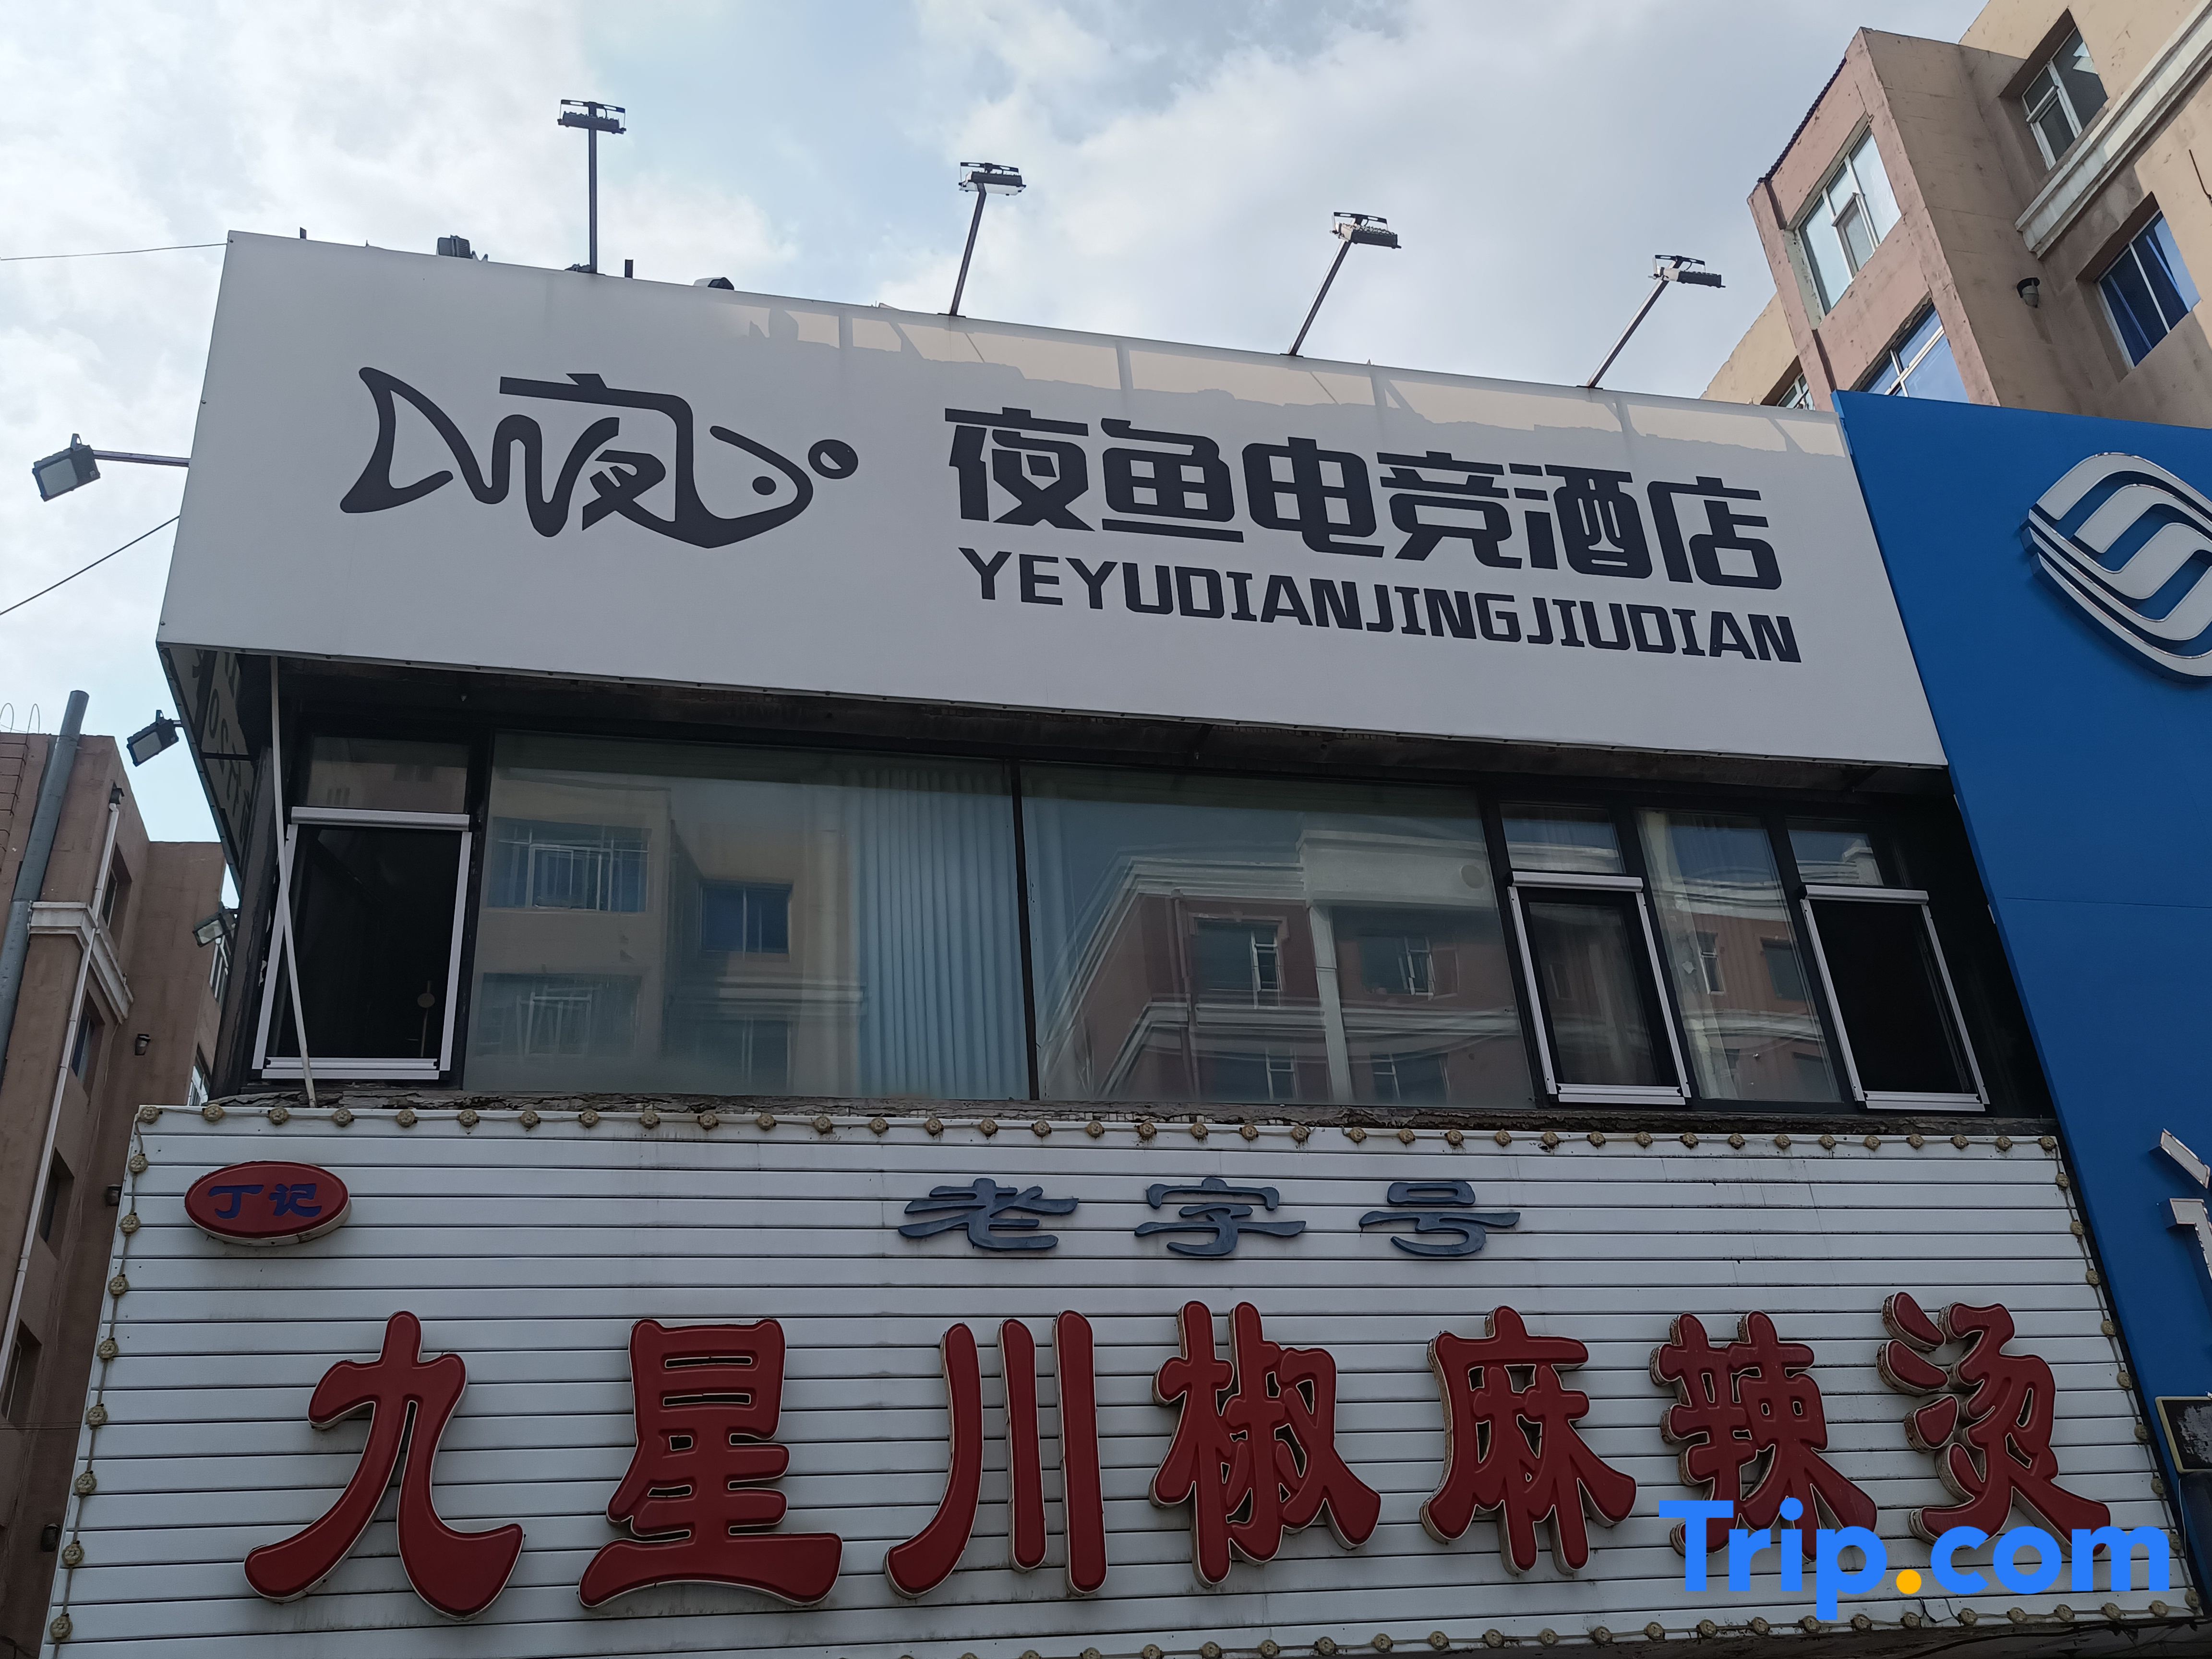 夜
夜鱼电竞酒店
YEYUDIANJINGJIUDIAN
丁记
老字号
九星川椒麻辣烫
Trip.com